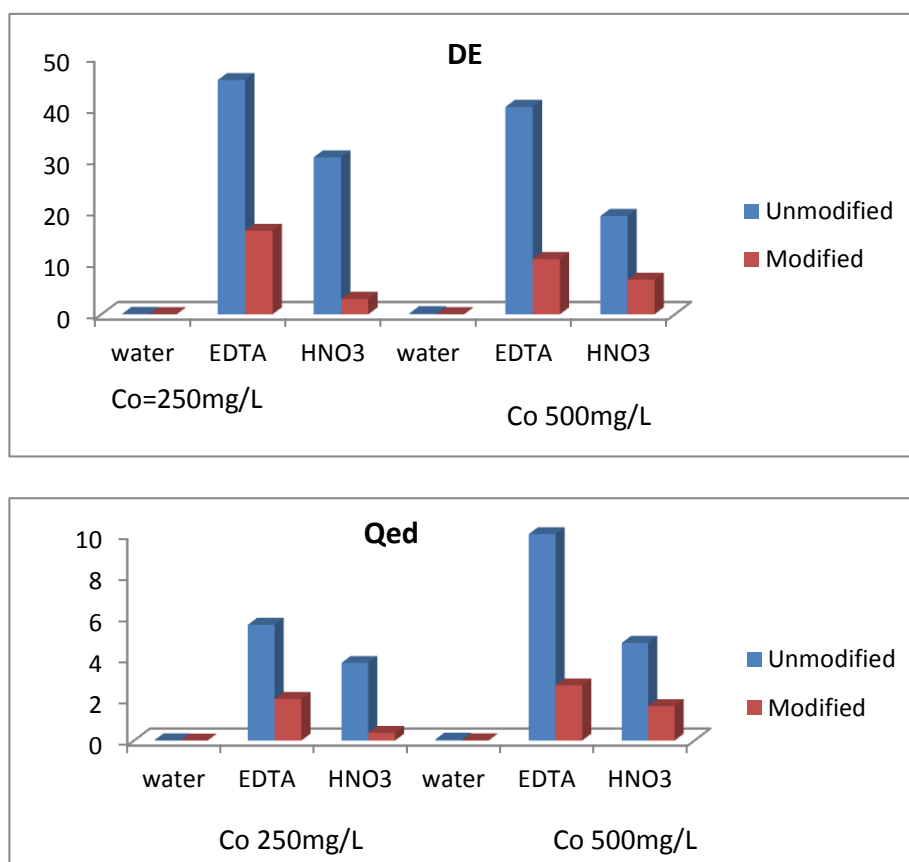 DE
50
40
30
20
10
0
Unmodified
Modified
water EDTA HNO3 water EDTA HNO3
Co=250mg/L Co 500mg/L
Qed
10
8
6
4
2
0
Unmodified
Modified
water EDTA HNO3 water EDTA HNO3
Co 250mg/L Co 500mg/L